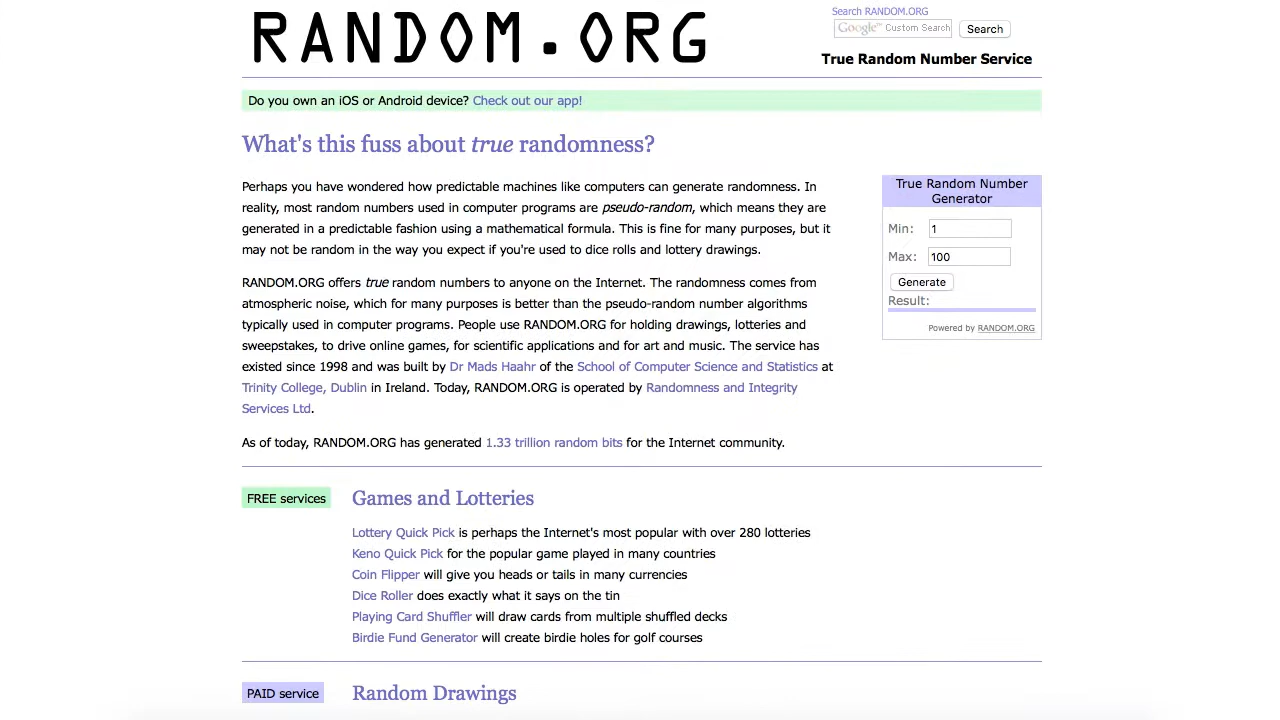 RANDOM.ORG
Search RANDOM.ORG
Google™ Custom Search Search
True Random Number Service
Do you own an iOS or Android device? Check out our app!
What's this fuss about true randomness?
Perhaps you have wondered how predictable machines like computers can generate randomness. In
reality, most random numbers used in computer programs are pseudo-random, which means they are
generated in a predictable fashion using a mathematical formula. This is fine for many purposes, but it
may not be random in the way you expect if you're used to dice rolls and lottery drawings.
RANDOM.ORG offers true random numbers to anyone on the Internet. The randomness comes from
atmospheric noise, which for many purposes is better than the pseudo-random number algorithms
typically used in computer programs. People use RANDOM.ORG for holding drawings, lotteries and
sweepstakes, to drive online games, for scientific applications and for art and music. The service has
existed since 1998 and was built by Dr Mads Haahr of the School of Computer Science and Statistics at
Trinity College, Dublin in Ireland. Today, RANDOM.ORG is operated by Randomness and Integrity
Services Ltd.
As of today, RANDOM.ORG has generated 1.33 trillion random bits for the Internet community.
True Random Number
Generator
Min: 1
Max: 100
Generate
Result:
Powered by RANDOM.ORG
FREE services
Games and Lotteries
Lottery Quick Pick is perhaps the Internet's most popular with over 280 lotteries
Keno Quick Pick for the popular game played in many countries
Coin Flipper will give you heads or tails in many currencies
Dice Roller does exactly what it says on the tin
Playing Card Shuffler will draw cards from multiple shuffled decks
Birdie Fund Generator will create birdie holes for golf courses
PAID service
Random Drawings